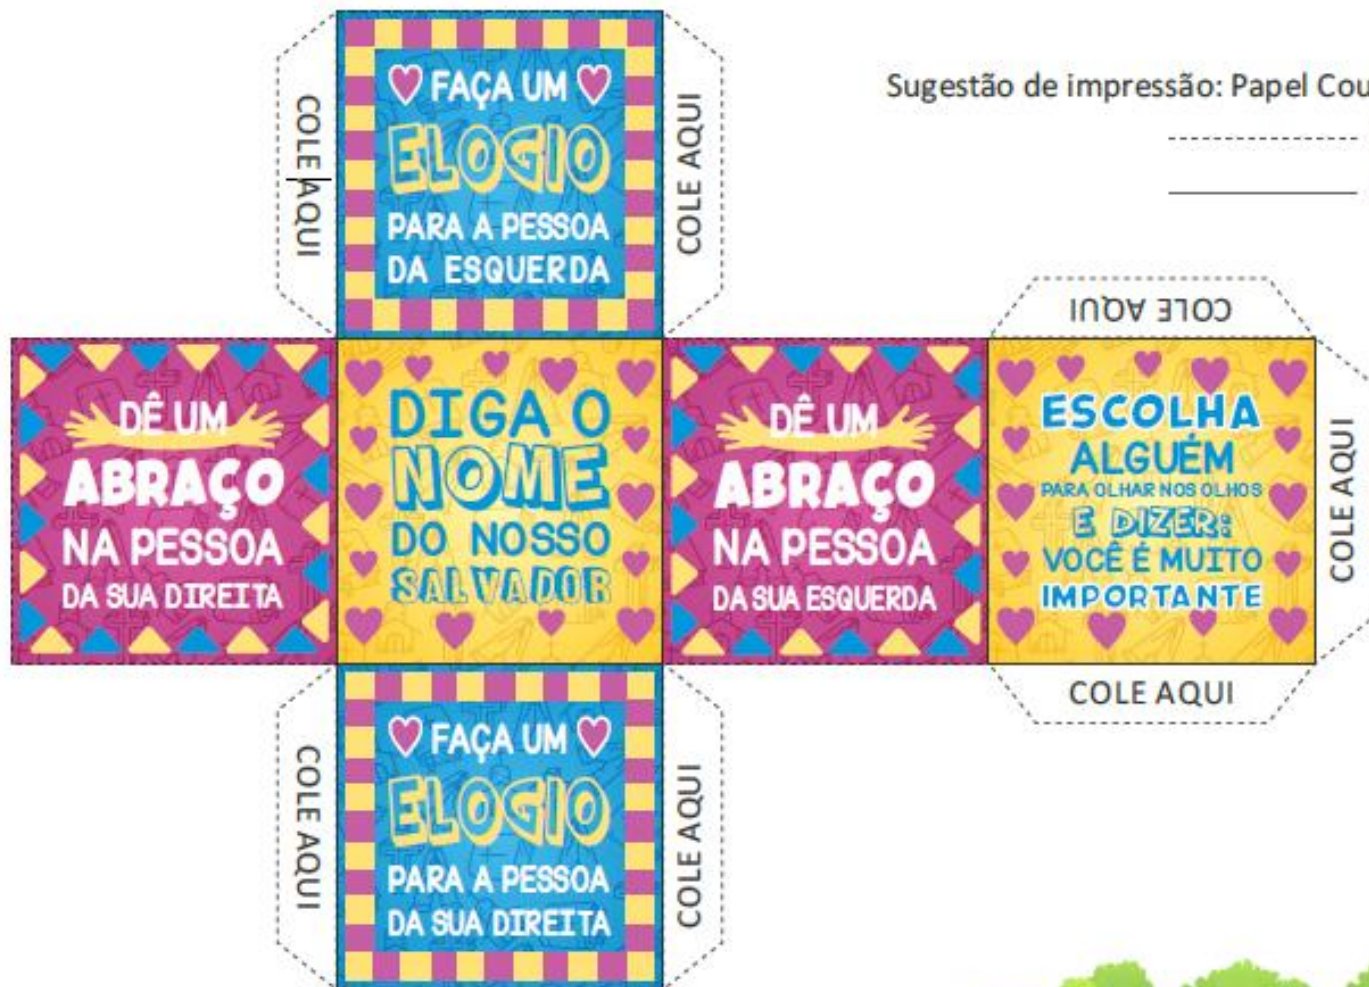 FAÇA UM
ELOGIO
PARA A PESSOA
DA ESQUERDA
COLE AQUI
COLE AQUI
Sugestão de impressão: Papel Cou
DÊ UM
ABRAÇO
NA PESSOA
DA SUA DIREITA
DIGA O
NOME
DO NOSSO
SALVADOR
DÊ UM
ABRAÇO
NA PESSOA
DA SUA ESQUERDA
COLE AQUI
ESCOLHA
ALGUÉM
PARA OLHAR NOS OLHOS
E DIZER:
VOCÊ É MUITO
IMPORTANTE
COLE AQUI
COLE AQUI
COLE AQUI
FAÇA UM
ELOGIO
PARA A PESSOA
DA SUA DIREITA
COLE AQUI